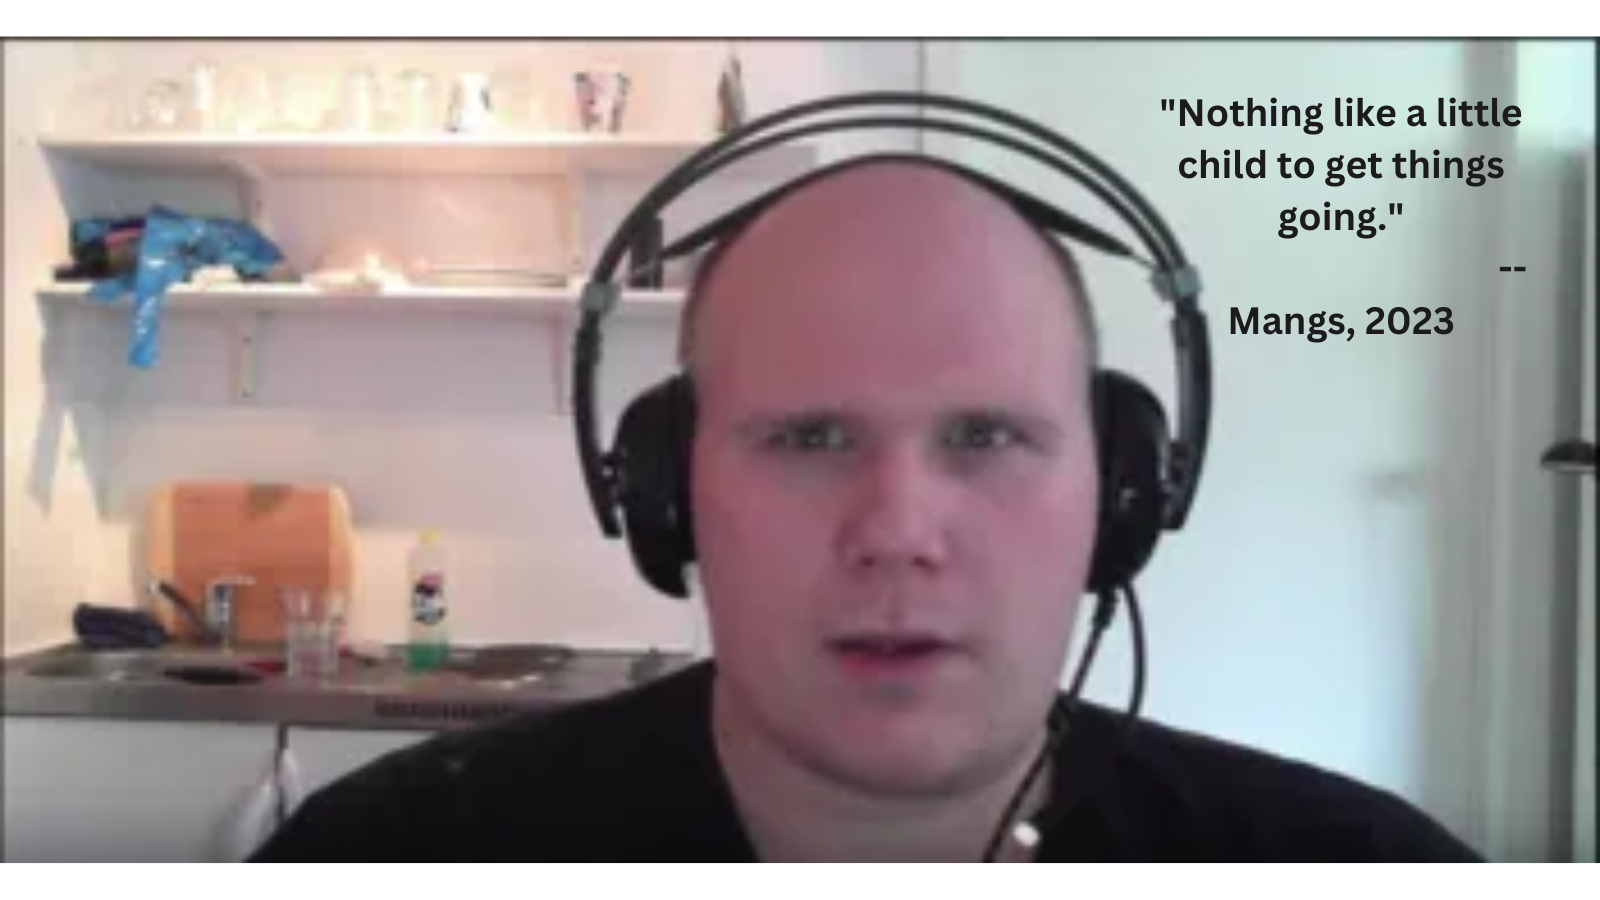 "Nothing like a little
child to get things
going."
--
Mangs, 2023